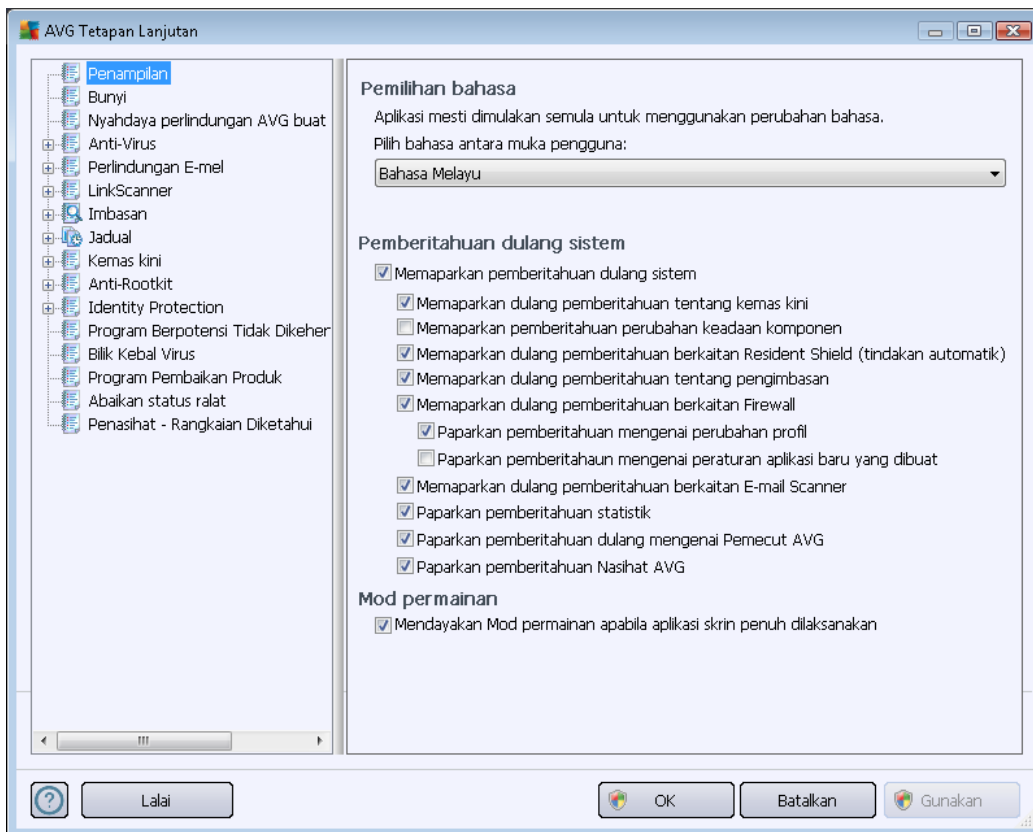 AVG Tetapan Lanjutan
Penampilan
Bunyi
Nyahdaya perlindungan AVG buat
Anti-Virus
Perlindungan E-mel
LinkScanner
Imbasan
Jadual
Kemas kini
Anti-Rootkit
Identity Protection
Program Berpotensi Tidak Dikeher
Bilik Kebal Virus
Program Pembaikan Produk
Abaikan status ralat
Penasihat - Rangkaian Diketahui
Pemilihan bahasa
Aplikasi mesti dimulakan semula untuk menggunakan perubahan bahasa.
Pilih bahasa antara muka pengguna:
Bahasa Melayu
Pemberitahuan dulang sistem
Memaparkan pemberitahuan dulang sistem
Memaparkan dulang pemberitahuan tentang kemas kini
Memaparkan pemberitahuan perubahan keadaan komponen
Memaparkan dulang pemberitahuan berkaitan Resident Shield (tindakan automatik)
Memaparkan dulang pemberitahuan tentang pengimbasan
Memaparkan dulang pemberitahuan berkaitan Firewall
Paparkan pemberitahuan mengenai perubahan profil
Paparkan pemberitahaun mengenai peraturan aplikasi baru yang dibuat
Memaparkan dulang pemberitahuan berkaitan E-mail Scanner
Paparkan pemberitahuan statistik
Paparkan pemberitahuan dulang mengenai Pemecut AVG
Paparkan pemberitahuan Nasihat AVG
Mod permainan
Mendayakan Mod permainan apabila aplikasi skrin penuh dilaksanakan
Lalai
OK
Batalkan
Gunakan